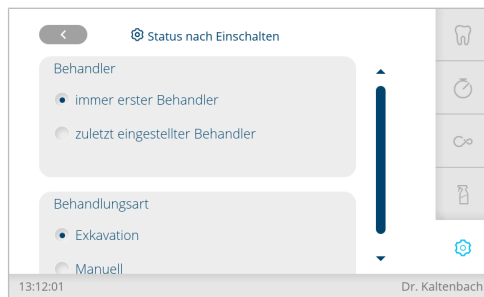 Status nach Einschalten
Behandler
immer erster Behandler
zuletzt eingestellter Behandler
Behandlungsart
Exkavation
Manuell
13:12:01 Dr. Kaltenbach